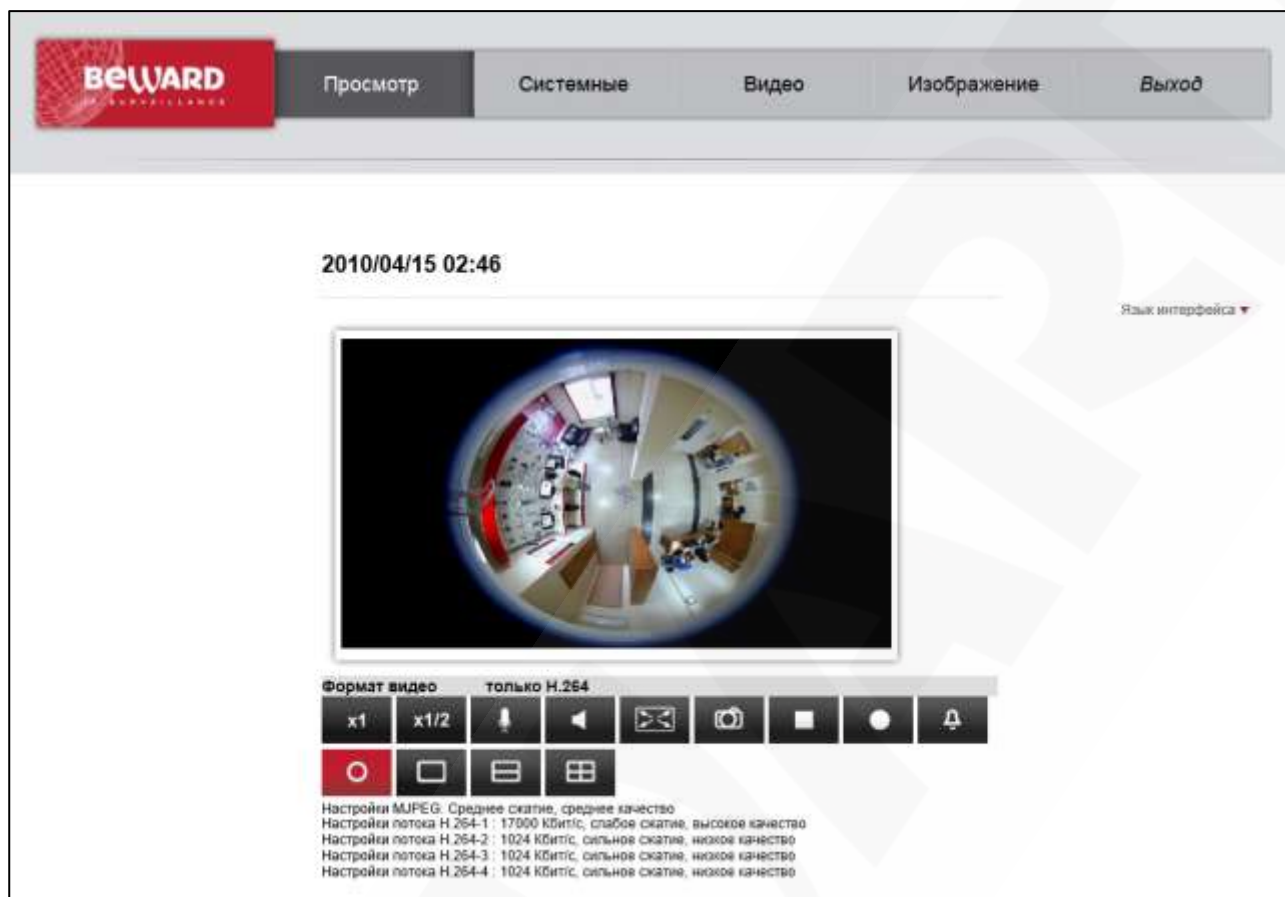 BEWARD
IP SURVEILLANCE
Просмотр Системные Видео Изображение Выход
2010/04/15 02:46
Язык интерфейса
Формат видео только H.264
x1 x1/2
Настройки MJPEG: Среднее сжатие, среднее качество
Настройки потока H.264-1 : 17000 Кбит/с, слабое сжатие, высокое качество
Настройки потока H.264-2 : 1024 Кбит/с, сильное сжатие, низкое качество
Настройки потока H.264-3 : 1024 Кбит/с, сильное сжатие, низкое качество
Настройки потока H.264-4 : 1024 Кбит/с, сильное сжатие, низкое качество